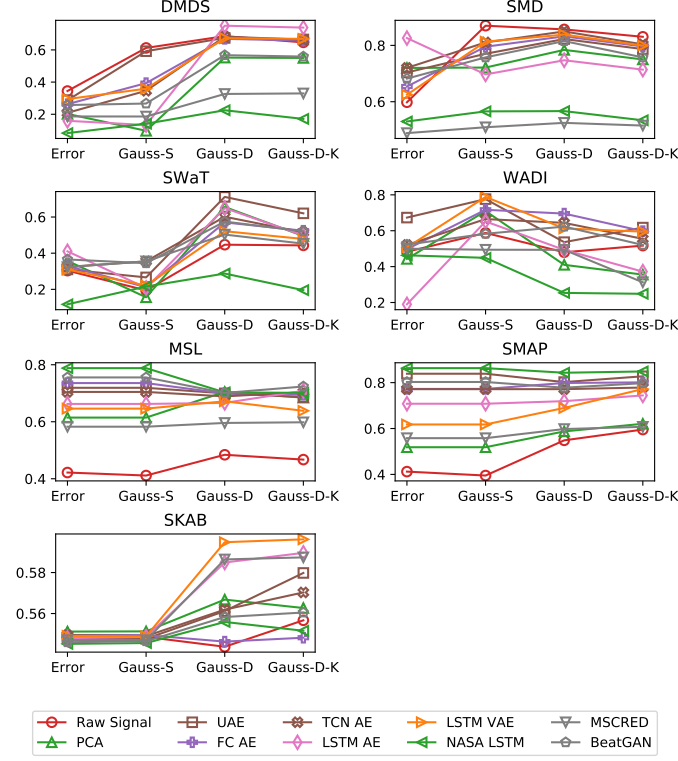 DMDS SMD
0.6
0.4
0.2
0.8
0.6
Error Gauss-S Gauss-D Gauss-D-K Error Gauss-S Gauss-D Gauss-D-K
SWaT WADI
0.6
0.4
0.2
0.8
0.6
0.4
0.2
Error Gauss-S Gauss-D Gauss-D-K Error Gauss-S Gauss-D Gauss-D-K
MSL SMAP
0.8
0.6
0.4
0.8
0.6
0.4
Error Gauss-S Gauss-D Gauss-D-K Error Gauss-S Gauss-D Gauss-D-K
SKAB
0.58
0.56
Error Gauss-S Gauss-D Gauss-D-K
Raw Signal UAE TCN AE LSTM VAE MSCRED
PCA FC AE LSTM AE NASA LSTM BeatGAN